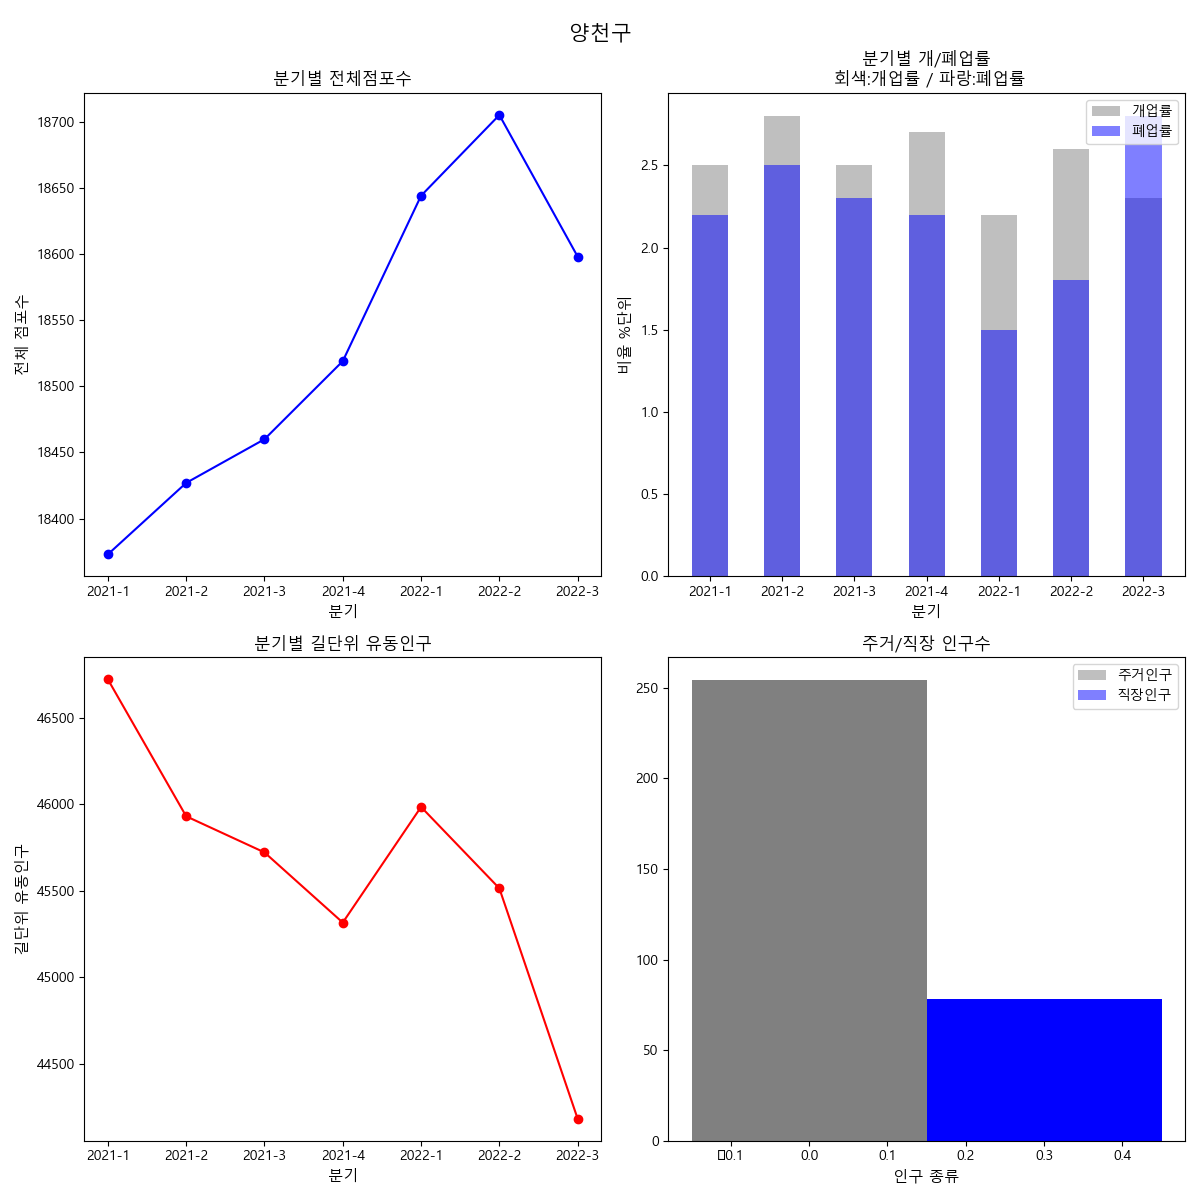 양천구
분기별 전체점포수
전체 점포수
18700
18650
18600
18550
18500
18450
18400
2021-1 2021-2 2021-3 2021-4 2022-1 2022-2 2022-3
분기
분기별 개/폐업률
회색:개업률 / 파랑:폐업률
개업률
폐업률
비율 %단위
2.5
2.0
1.5
1.0
0.5
0.0
2021-1 2021-2 2021-3 2021-4 2022-1 2022-2 2022-3
분기
분기별 길단위 유동인구
길단위 유동인구
46500
46000
45500
45000
44500
2021-1 2021-2 2021-3 2021-4 2022-1 2022-2 2022-3
분기
주거/직장 인구수
주거인구
직장인구
250
200
150
100
50
0
□0.1 0.0 0.1 0.2 0.3 0.4
인구 종류